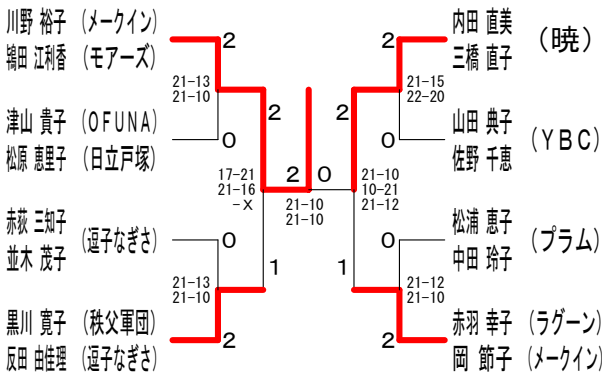 川野 裕子 (メークイン)
鴇田 江利香 (モアーズ)
2
21-13
21-10
津山 貴子 (OFUNA)
松原 恵里子 (日立戸塚)
0
2
17-21
21-16
-X
赤荻 三知子
並木 茂子 (逗子なぎさ)
0
1
21-13
21-10
黒川 寛子 (秩父軍団)
反田 由佳理 (逗子なぎさ)
2
2 0
21-10
21-10
内田 直美
三橋 直子 (暁)
2
21-15
22-20
山田 典子
佐野 千恵 (YBC)
0
2
21-10
10-21
21-12
松浦 恵子
中田 玲子 (プラム)
0
1
21-12
21-10
赤羽 幸子 (ラグーン)
岡 節子 (メークイン)
2